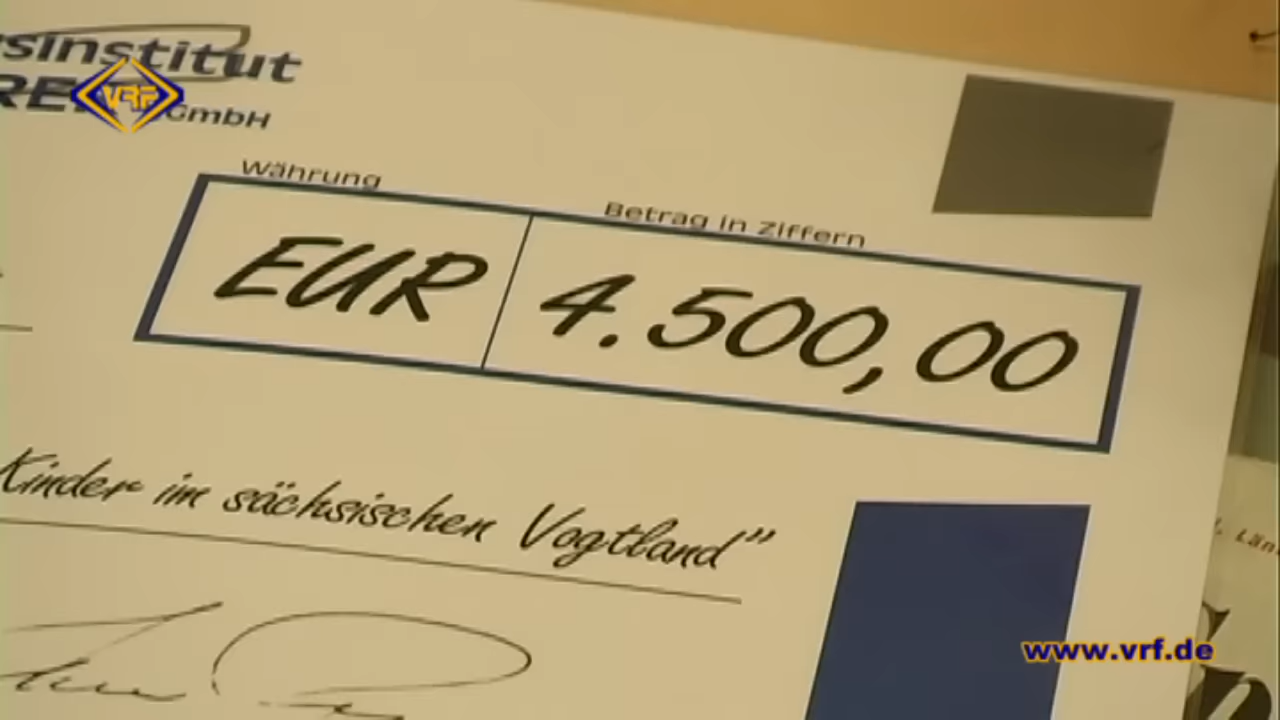 sinstitut
VRF
GmbH
Währung
Betrag in Ziffern
EUR 4.500,00
Kinder im sächsischen Vogtland"
www.vrf.de